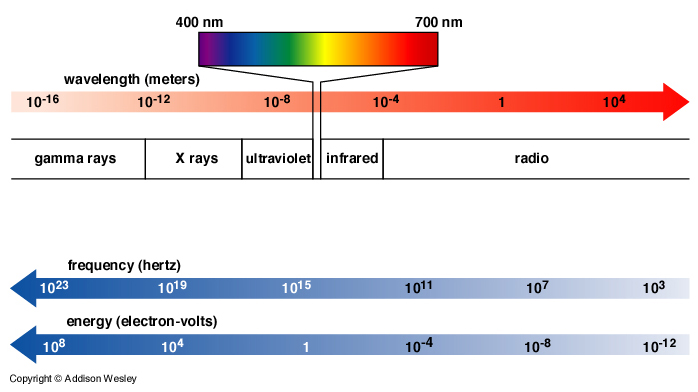 400 nm 700 nm
wavelength (meters)
10-16 10-12 10-8 10-4 1 104
gamma rays X rays ultraviolet infrared radio
frequency (hertz)
1023 1019 1015 1011 107 103
energy (electron-volts)
108 104 1 10-4 10-8 10-12
Copyright © Addison Wesley